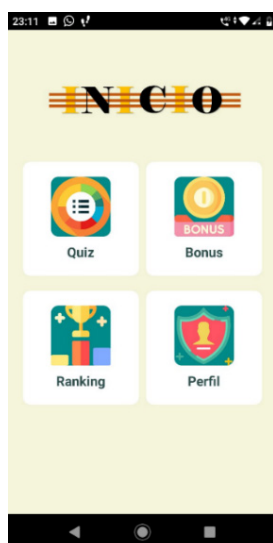 23:11
INICIO
BONUS
Quiz
Bonus
Ranking
Perfil